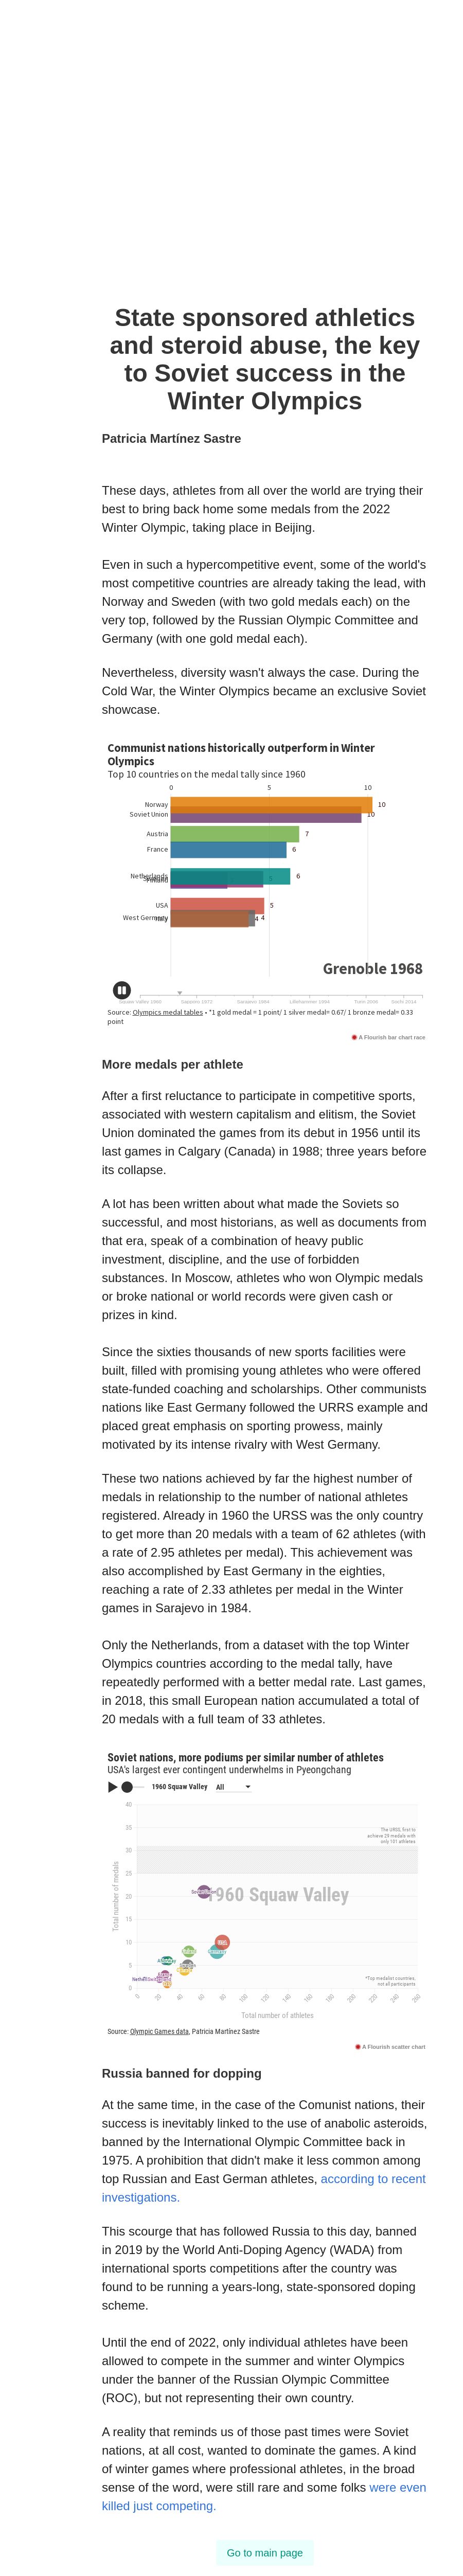 State sponsored athletics
and steroid abuse, the key
to Soviet success in the
Winter Olympics
Patricia Martínez Sastre
These days, athletes from all over the world are trying their
best to bring back home some medals from the 2022
Winter Olympic, taking place in Beijing.
Even in such a hypercompetitive event, some of the world's
most competitive countries are already taking the lead, with
Norway and Sweden (with two gold medals each) on the
very top, followed by the Russian Olympic Committee and
Germany (with one gold medal each).
Nevertheless, diversity wasn't always the case. During the
Cold War, the Winter Olympics became an exclusive Soviet
showcase.
Communist nations historically outperform in Winter
Olympics
Top 10 countries on the medal tally since 1960
0 5 10
Norway 10
Soviet Union 10
Austria 7
France 6
Netherlands 6
USA 5
West Germany 4
Italy 4
Grenoble 1968
Squaw Valley 1960 Sapporo 1972 Sarajevo 1984 Lillehammer 1994 Turin 2006 Sochi 2014
Source: Olympics medal tables • *1 gold medal = 1 point/ 1 silver medal= 0.67/ 1 bronze medal= 0.33
point
A Flourish bar chart race
More medals per athlete
After a first reluctance to participate in competitive sports,
associated with western capitalism and elitism, the Soviet
Union dominated the games from its debut in 1956 until its
last games in Calgary (Canada) in 1988; three years before
its collapse.
A lot has been written about what made the Soviets so
successful, and most historians, as well as documents from
that era, speak of a combination of heavy public
investment, discipline, and the use of forbidden
substances. In Moscow, athletes who won Olympic medals
or broke national or world records were given cash or
prizes in kind.
Since the sixties thousands of new sports facilities were
built, filled with promising young athletes who were offered
state-funded coaching and scholarships. Other communists
nations like East Germany followed the URRS example and
placed great emphasis on sporting prowess, mainly
motivated by its intense rivalry with West Germany.
These two nations achieved by far the highest number of
medals in relationship to the number of national athletes
registered. Already in 1960 the URSS was the only country
to get more than 20 medals with a team of 62 athletes (with
a rate of 2.95 athletes per medal). This achievement was
also accomplished by East Germany in the eighties,
reaching a rate of 2.33 athletes per medal in the Winter
games in Sarajevo in 1984.
Only the Netherlands, from a dataset with the top Winter
Olympics countries according to the medal tally, have
repeatedly performed with a better medal rate. Last games,
in 2018, this small European nation accumulated a total of
20 medals with a full team of 33 athletes.
Soviet nations, more podiums per similar number of athletes
USA's largest ever contingent underwhelms in Pyeongchang
1960 Squaw Valley All
40
The URSS, first to
achieve 29 medals with
only 101 athletes
35
30
25
20
1960 Squaw Valley
15
10
5
0
Total number of medals
*Top medalist countries,
not all participants
0 20 40 60 80 100 120 140 160 180 200 220 240 260
Total number of athletes
Source: Olympic Games data, Patricia Martínez Sastre
A Flourish scatter chart
Russia banned for dopping
At the same time, in the case of the Comunist nations, their
success is inevitably linked to the use of anabolic asteroids,
banned by the International Olympic Committee back in
1975. A prohibition that didn't make it less common among
top Russian and East German athletes, according to recent
investigations.
This scourge that has followed Russia to this day, banned
in 2019 by the World Anti-Doping Agency (WADA) from
international sports competitions after the country was
found to be running a years-long, state-sponsored doping
scheme.
Until the end of 2022, only individual athletes have been
allowed to compete in the summer and winter Olympics
under the banner of the Russian Olympic Committee
(ROC), but not representing their own country.
A reality that reminds us of those past times were Soviet
nations, at all cost, wanted to dominate the games. A kind
of winter games where professional athletes, in the broad
sense of the word, were still rare and some folks were even
killed just competing.
Go to main page